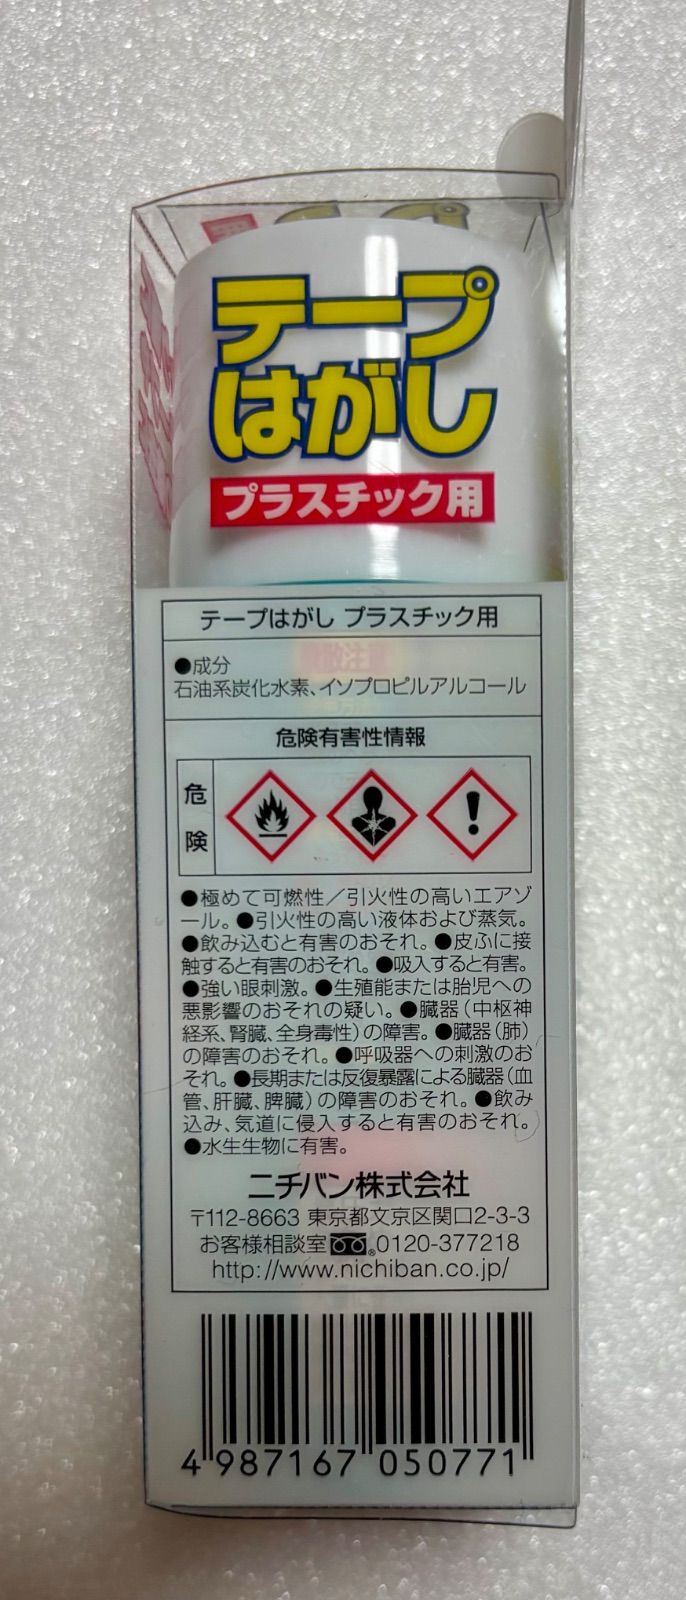 テープ
はがし
プラスチック用
テープはがし プラスチック用
●成分
石油系炭化水素、イソプロピルアルコール
危険有害性情報
危
険
●極めて可燃性／引火性の高いエアゾ
ール。●引火性の高い液体および蒸気。
●飲み込むと有害のおそれ。●皮ふに接
触すると有害のおそれ。●吸入すると有害。
●強い眼刺激。●生殖能または胎児への
悪影響のおそれの疑い。●臓器（中枢神
経系、腎臓、全身毒性）の障害。●臓器（肺）
の障害のおそれ。●呼吸器への刺激のお
それ。●長期または反復暴露による臓器（血
管、肝臓、脾臓）の障害のおそれ。●飲み
込み、気道に侵入すると有害のおそれ。
●水生生物に有害。
ニチバン株式会社
〒112-8663 東京都文京区関口2-3-3
お客様相談室 ® 0120-377218
http://www.nichiban.co.jp/
4 987167 050771